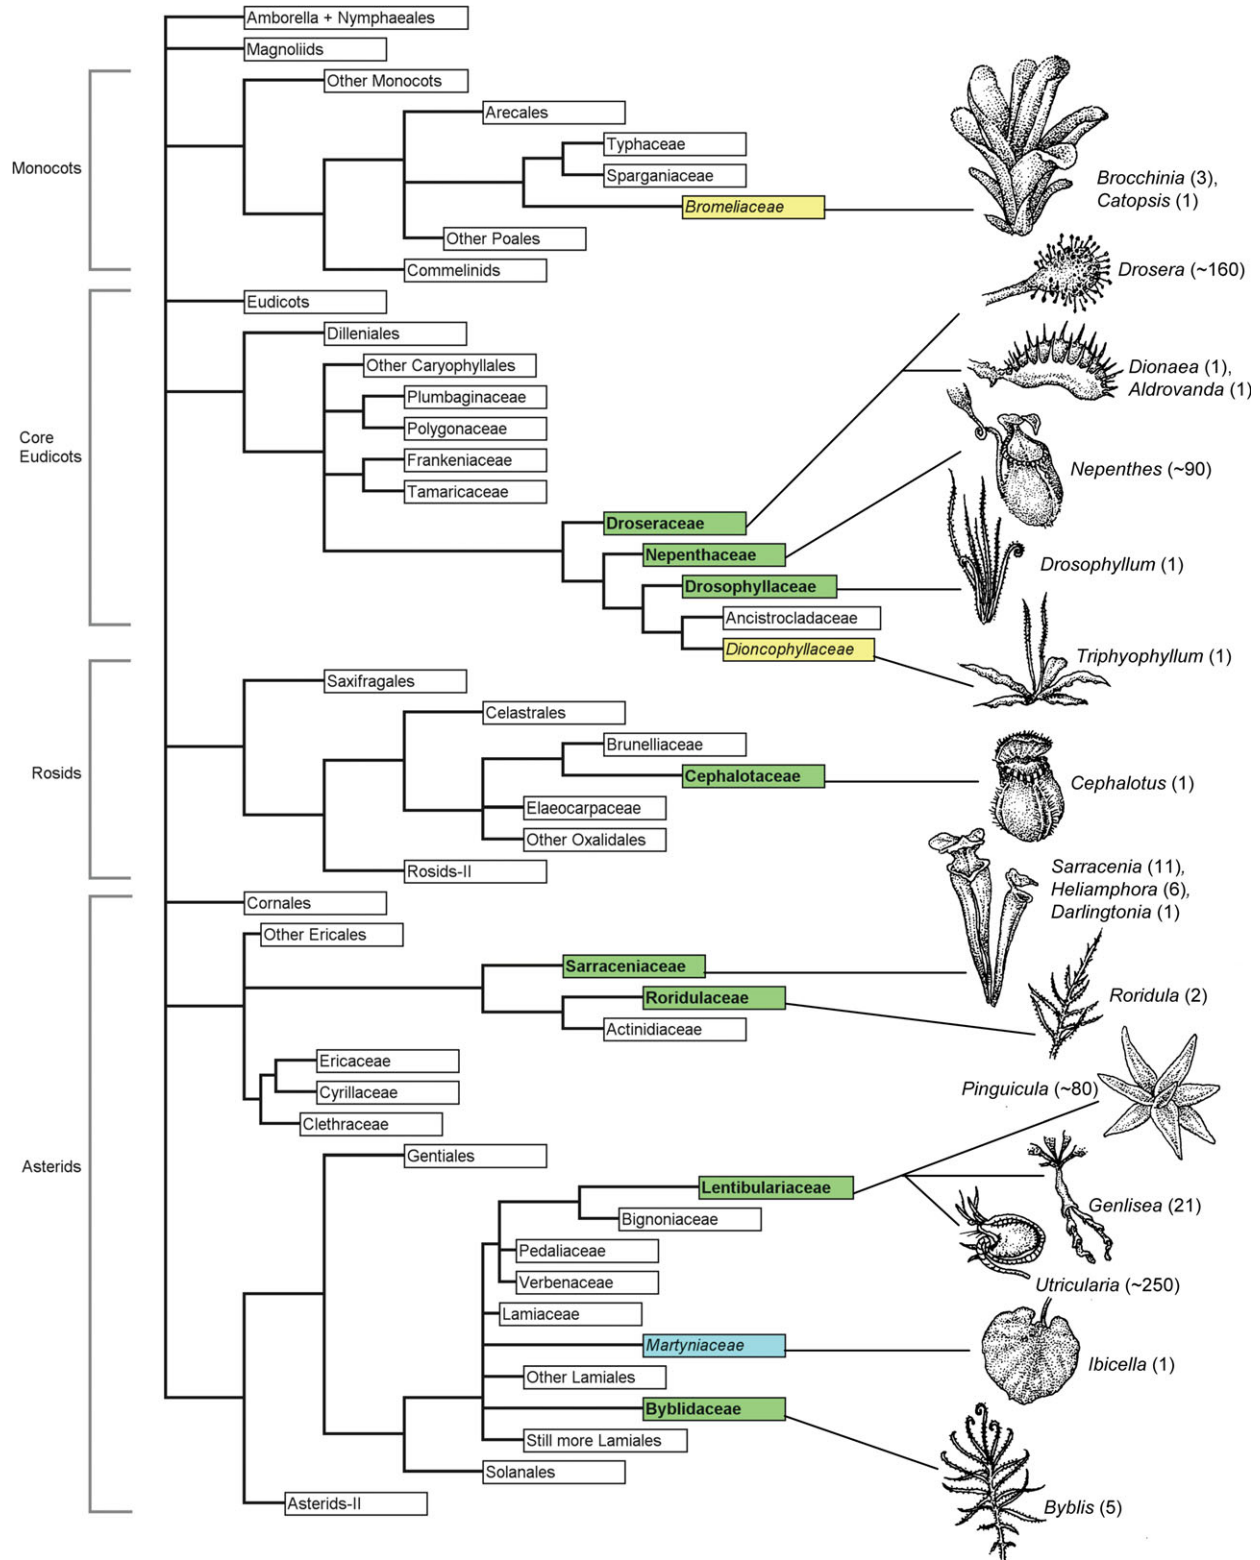 Amborella + Nymphaeales
Magnoliids
Other Monocots
Arecales
Typhaceae
Monocots
Sparganiaceae
Brocchinia (3),
Catopsis (1)
Bromeliaceae
Other Poales
Commelinids
Drosera (~160)
Eudicots
Dilleniales
Other Caryophyllales
Dionaea (1),
Aldrovanda (1)
Plumbaginaceae
Polygonaceae
Core
Eudicots
Frankeniaceae
Nepenthes (~90)
Tamaricaceae
Droseraceae
Nepenthaceae
Drosophyllum (1)
Drosophyllaceae
Ancistrocladaceae
Dioncophyllaceae
Triphyophyllum (1)
Saxifragales
Celastrales
Brunelliaceae
Rosids
Cephalotaceae
Cephalotus (1)
Elaeocarpaceae
Other Oxalidales
Rosids-II
Sarracenia (11),
Heliamphora (6),
Darlingtonia (1)
Cornales
Other Ericales
Sarraceniaceae
Roridulaceae
Roridula (2)
Actinidiaceae
Ericaceae
Cyrillaceae
Pinguicula (~80)
Clethraceae
Gentiales
Asterids
Lentibulariaceae
Genlisea (21)
Bignoniaceae
Pedaliaceae
Verbenaceae
Utricularia (~250)
Lamiaceae
Martyniaceae
Ibicella (1)
Other Lamiales
Byblidaceae
Still more Lamiales
Solanales
Asterids-II
Byblis (5)